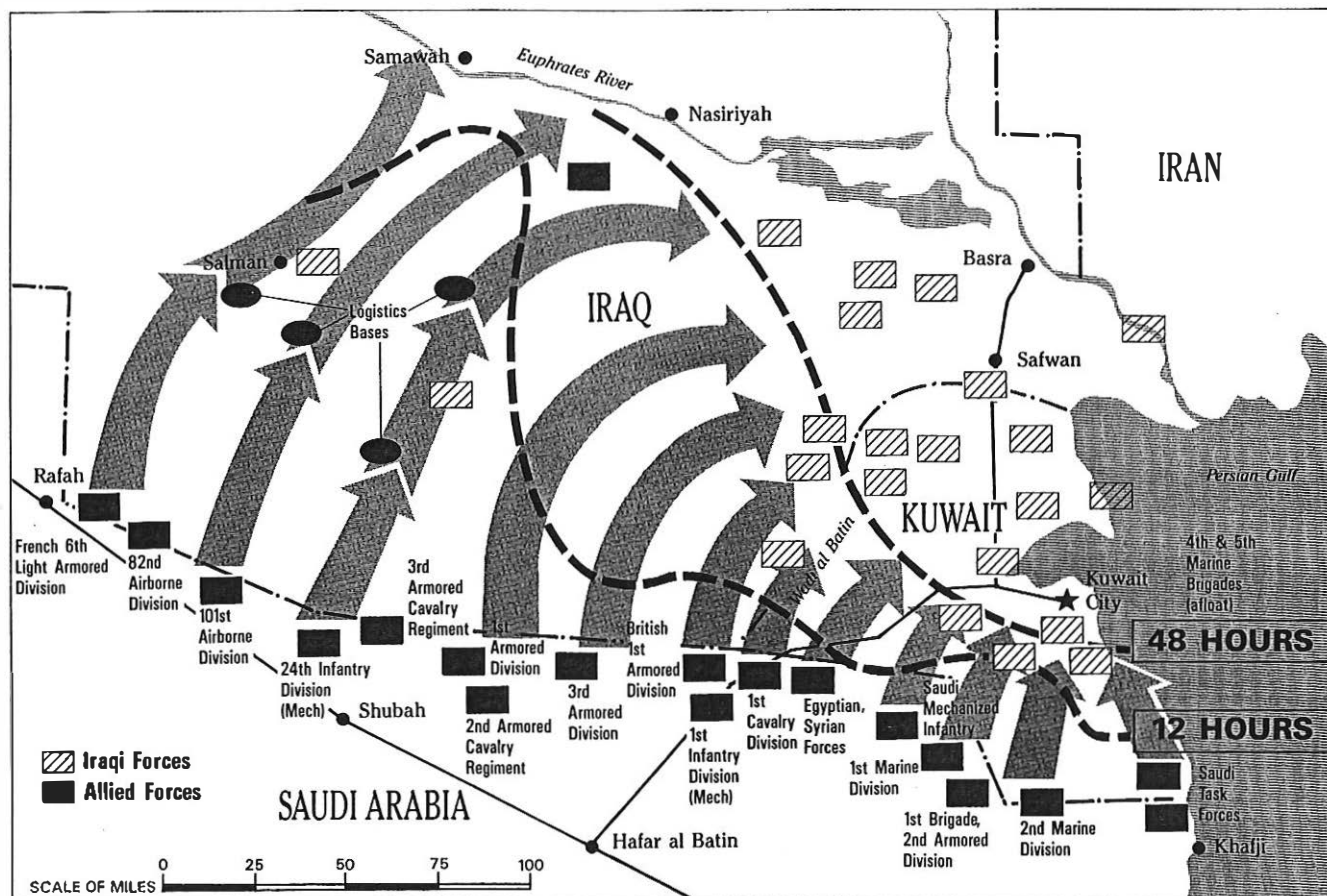 Samawah
Euphrates River
Nasiriyah
IRAN
Salman
Basra
Logistics
Bases
IRAQ
Safwan
Rafah
Persian Gulf
KUWAIT
Wadi al Batin
4th & 5th
Marine
Brigades
(afloat)
Kuwait
City
48 HOURS
12 HOURS
French 6th
Light Armored
Division
82nd
Airborne
Division
101st
Airborne
Division
24th Infantry
Division
(Mech)
3rd
Armored
Cavalry
Regiment
1st
Armored
Division
2nd Armored
Cavalry
Regiment
3rd
Armored
Division
British
1st
Armored
Division
1st
Infantry
Division
(Mech)
1st
Cavalry
Division
Egyptian,
Syrian
Forces
Saudi
Mechanized
Infantry
1st Marine
Division
1st Brigade,
2nd Armored
Division
2nd Marine
Division
Saudi
Task
Forces
Khafji
Shubah
Hafar al Batin
SAUDI ARABIA
Iraqi Forces
Allied Forces
0 25 50 75 100
SCALE OF MILES